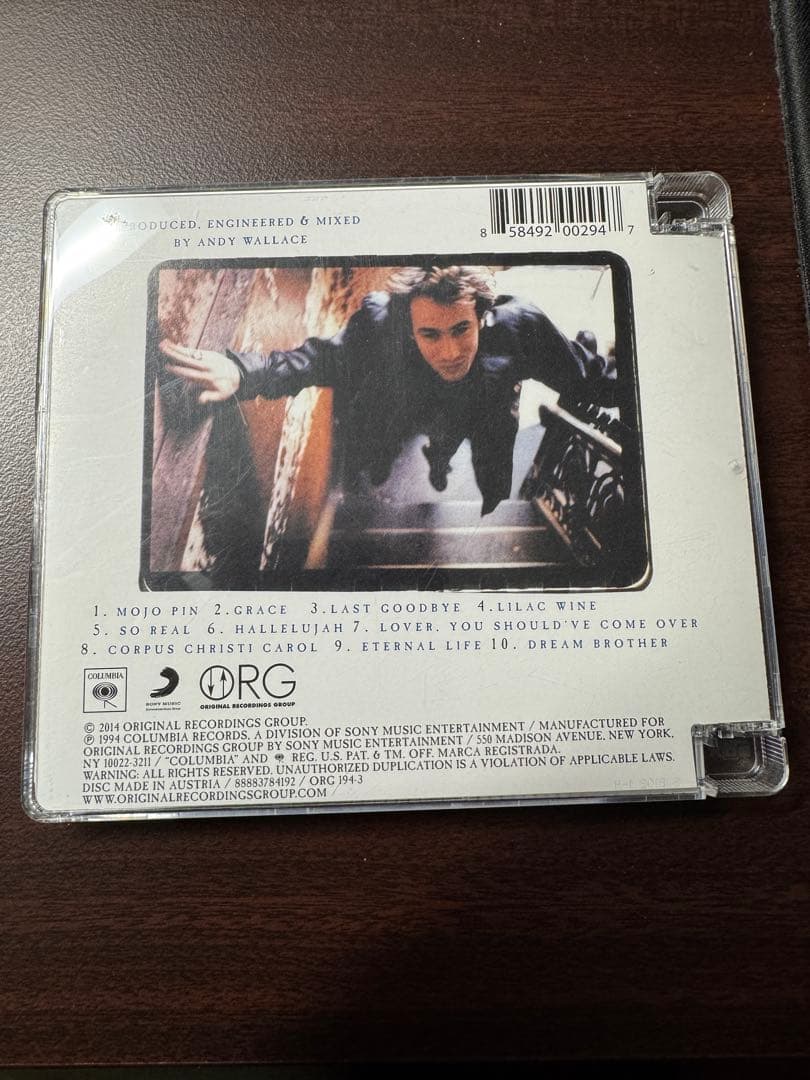 PRODUCED, ENGINEERED & MIXED
BY ANDY WALLACE
8 58492 00294 7
1. MOJO PIN 2. GRACE 3. LAST GOODBYE 4. LILAC WINE
5. SO REAL 6. HALLELUJAH 7. LOVER, YOU SHOULD'VE COME OVER
8. CORPUS CHRISTI CAROL 9. ETERNAL LIFE 10. DREAM BROTHER
COLUMBIA
SONY MUSIC
ORG
ORIGINAL RECORDINGS GROUP
© 2014 ORIGINAL RECORDINGS GROUP.
℗ 1994 COLUMBIA RECORDS, A DIVISION OF SONY MUSIC ENTERTAINMENT / MANUFACTURED FOR
ORIGINAL RECORDINGS GROUP BY SONY MUSIC ENTERTAINMENT / 550 MADISON AVENUE, NEW YORK,
NY 10022-3211 / "COLUMBIA" AND REG. U.S. PAT. & TM. OFF. MARCA REGISTRADA.
WARNING: ALL RIGHTS RESERVED. UNAUTHORIZED DUPLICATION IS A VIOLATION OF APPLICABLE LAWS.
DISC MADE IN AUSTRIA / 88883784192 / ORG 194-3
WWW.ORIGINALRECORDINGSGROUP.COM /